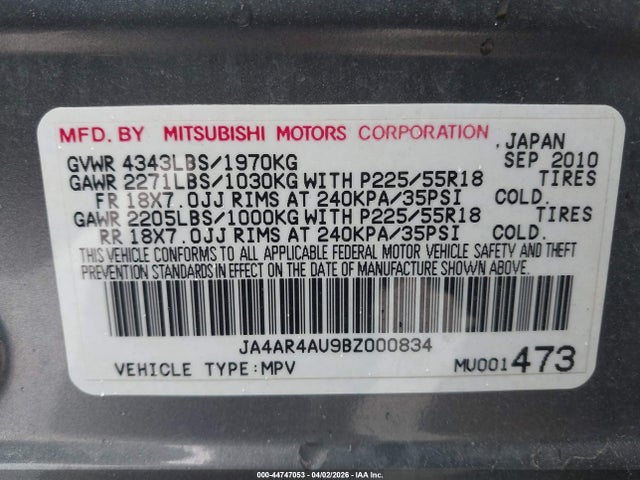 MFD. BY MITSUBISHI MOTORS CORPORATION , JAPAN
GVWR 4343LBS/1970KG SEP 2010
GAWR 2271LBS/1030KG WITH P225/55R18 TIRES
FR 18X7.0JJ RIMS AT 240KPA/35PSI COLD.
GAWR 2205LBS/1000KG WITH P225/55R18 TIRES
RR 18X7.0JJ RIMS AT 240KPA/35PSI COLD.
THIS VEHICLE CONFORMS TO ALL APPLICABLE FEDERAL MOTOR VEHICLE SAFETY AND THEFT
PREVENTION STANDARDS IN EFFECT ON THE DATE OF MANUFACTURE SHOWN ABOVE.
JA4AR4AU9BZ000834
VEHICLE TYPE:MPV MU001473
000-44747053 - 04/02/2026 - IAA Inc.